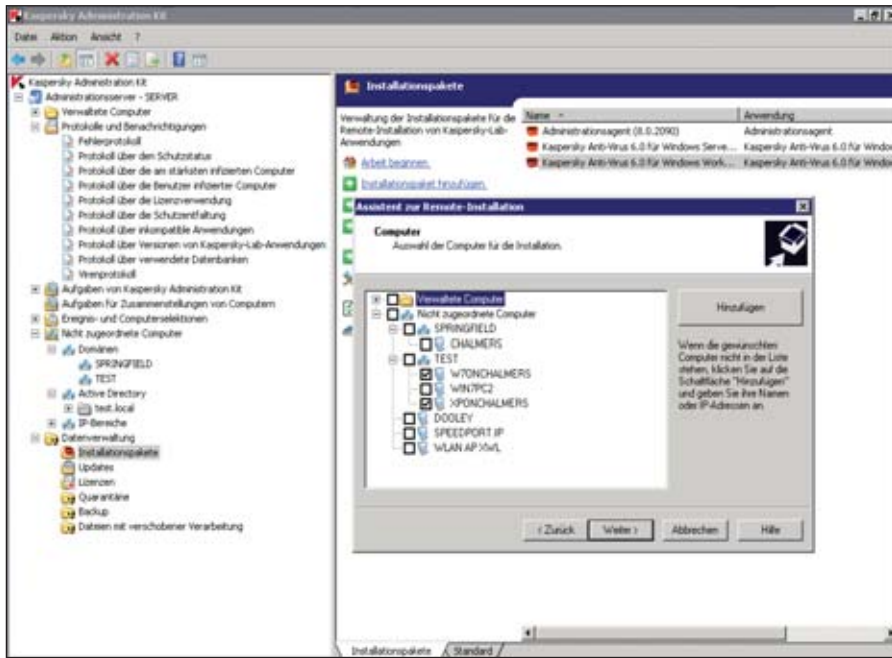 Kaspersky Administration Kit
Datei Aktion Ansicht ?
Kaspersky Administration Kit
Administrationsserver - SERVER
Verwaltete Computer
Protokolle und Benachrichtigungen
Fehlerprotokoll
Protokoll über den Schutzstatus
Protokoll über die am stärksten infizierten Computer
Protokoll über die Benutzer infizierter Computer
Protokoll über die Lizenzverwendung
Protokoll über die Schutzentfaltung
Protokoll über inkompatible Anwendungen
Protokoll über Versionen von Kaspersky-Lab-Anwendungen
Protokoll über verwendete Datenbanken
Virenprotokoll
Aufgaben von Kaspersky Administration Kit
Aufgaben für Zusammenstellungen von Computern
Ereignis- und Computerselektionen
Nicht zugeordnete Computer
Domänen
SPRINGFIELD
TEST
Active Directory
test.local
IP-Bereiche
Datenverwaltung
Installationspakete
Updates
Lizenzen
Quarantäne
Backup
Dateien mit verschobener Verarbeitung
Installationspakete
Verwaltung der Installationspakete für die
Remote-Installation von Kaspersky-Lab-
Anwendungen
Arbeit beginnen.
Installationspaket hinzufügen.
Name Anwendung
Administrationsagent (8.0.2090) Administrationsagent
Kaspersky Anti-Virus 6.0 für Windows Serve... Kaspersky Anti-Virus 6.0 für Window
Kaspersky Anti-Virus 6.0 für Windows Work... Kaspersky Anti-Virus 6.0 für Window
Assistent zur Remote-Installation
Computer
Auswahl der Computer für die Installation.
Verwaltete Computer
Nicht zugeordnete Computer
SPRINGFIELD
CHALMERS
TEST
W7ONCHALMERS
WIN7PC2
XPONCHALMERS
DOOLEY
SPEEDPORT.IP
WLAN AP
Hinzufügen
Wenn die gewünschten
Computer nicht in der Liste
stehen, klicken Sie auf die
Schaltfläche "Hinzufügen"
und geben Sie ihre Namen
oder IP-Adressen an.
< Zurück Weiter > Abbrechen Hilfe
Installationspakete Standard